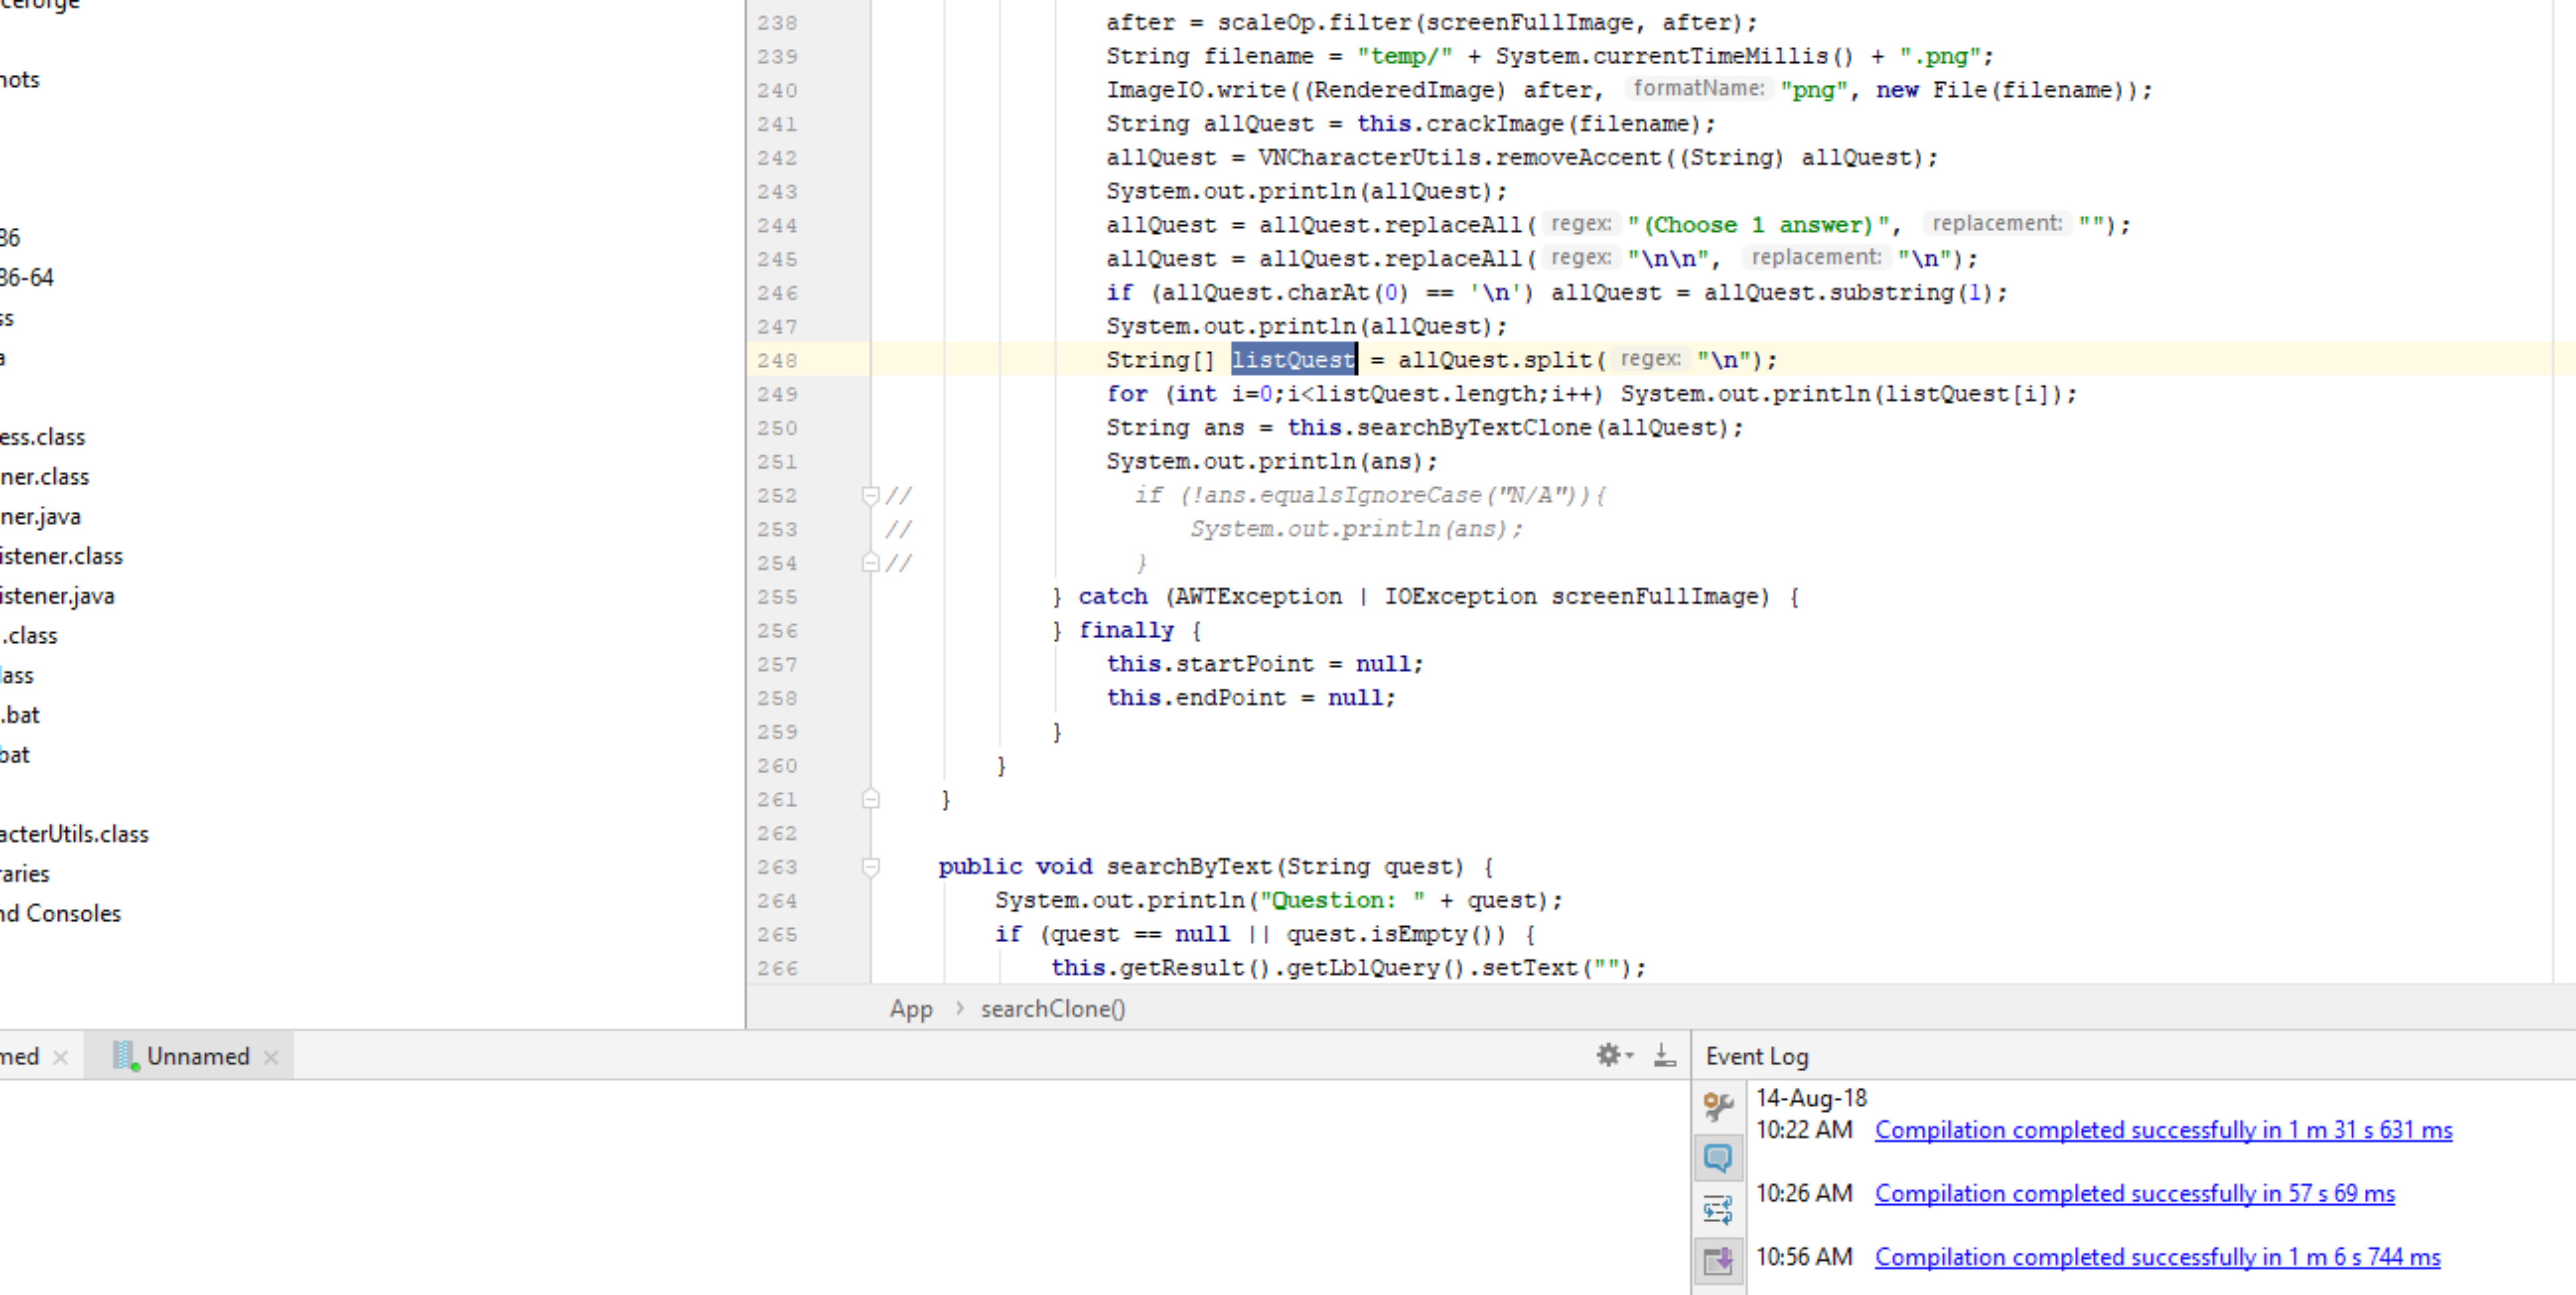 ceforge
nots
86
86-64
ss
a
ess.class
ner.class
ner.java
istener.class
istener.java
.class
lass
.bat
bat
acterUtils.class
raries
nd Consoles
238 after = scaleOp.filter(screenFullImage, after);
239 String filename = "temp/" + System.currentTimeMillis() + ".png";
240 ImageIO.write((RenderedImage) after, formatName: "png", new File(filename));
241 String allQuest = this.crackImage(filename);
242 allQuest = VNCharacterUtils.removeAccent((String) allQuest);
243 System.out.println(allQuest);
244 allQuest = allQuest.replaceAll( regex: "(Choose 1 answer)", replacement: "");
245 allQuest = allQuest.replaceAll( regex: "\n\n", replacement: "\n");
246 if (allQuest.charAt(0) == '\n') allQuest = allQuest.substring(1);
247 System.out.println(allQuest);
248 String[] listQuest = allQuest.split( regex: "\n");
249 for (int i=0;i<listQuest.length;i++) System.out.println(listQuest[i]);
250 String ans = this.searchByTextClone(allQuest);
251 System.out.println(ans);
252 // if (!ans.equalsIgnoreCase("N/A")){
253 // System.out.println(ans);
254 // }
255 } catch (AWTException | IOException screenFullImage) {
256 } finally {
257 this.startPoint = null;
258 this.endPoint = null;
259 }
260 }
261 }
262
263 public void searchByText(String quest) {
264 System.out.println("Question: " + quest);
265 if (quest == null || quest.isEmpty()) {
266 this.getResult().getLblQuery().setText("");
App › searchClone()
med × Unnamed ×
Event Log
14-Aug-18
10:22 AM Compilation completed successfully in 1 m 31 s 631 ms
10:26 AM Compilation completed successfully in 57 s 69 ms
10:56 AM Compilation completed successfully in 1 m 6 s 744 ms